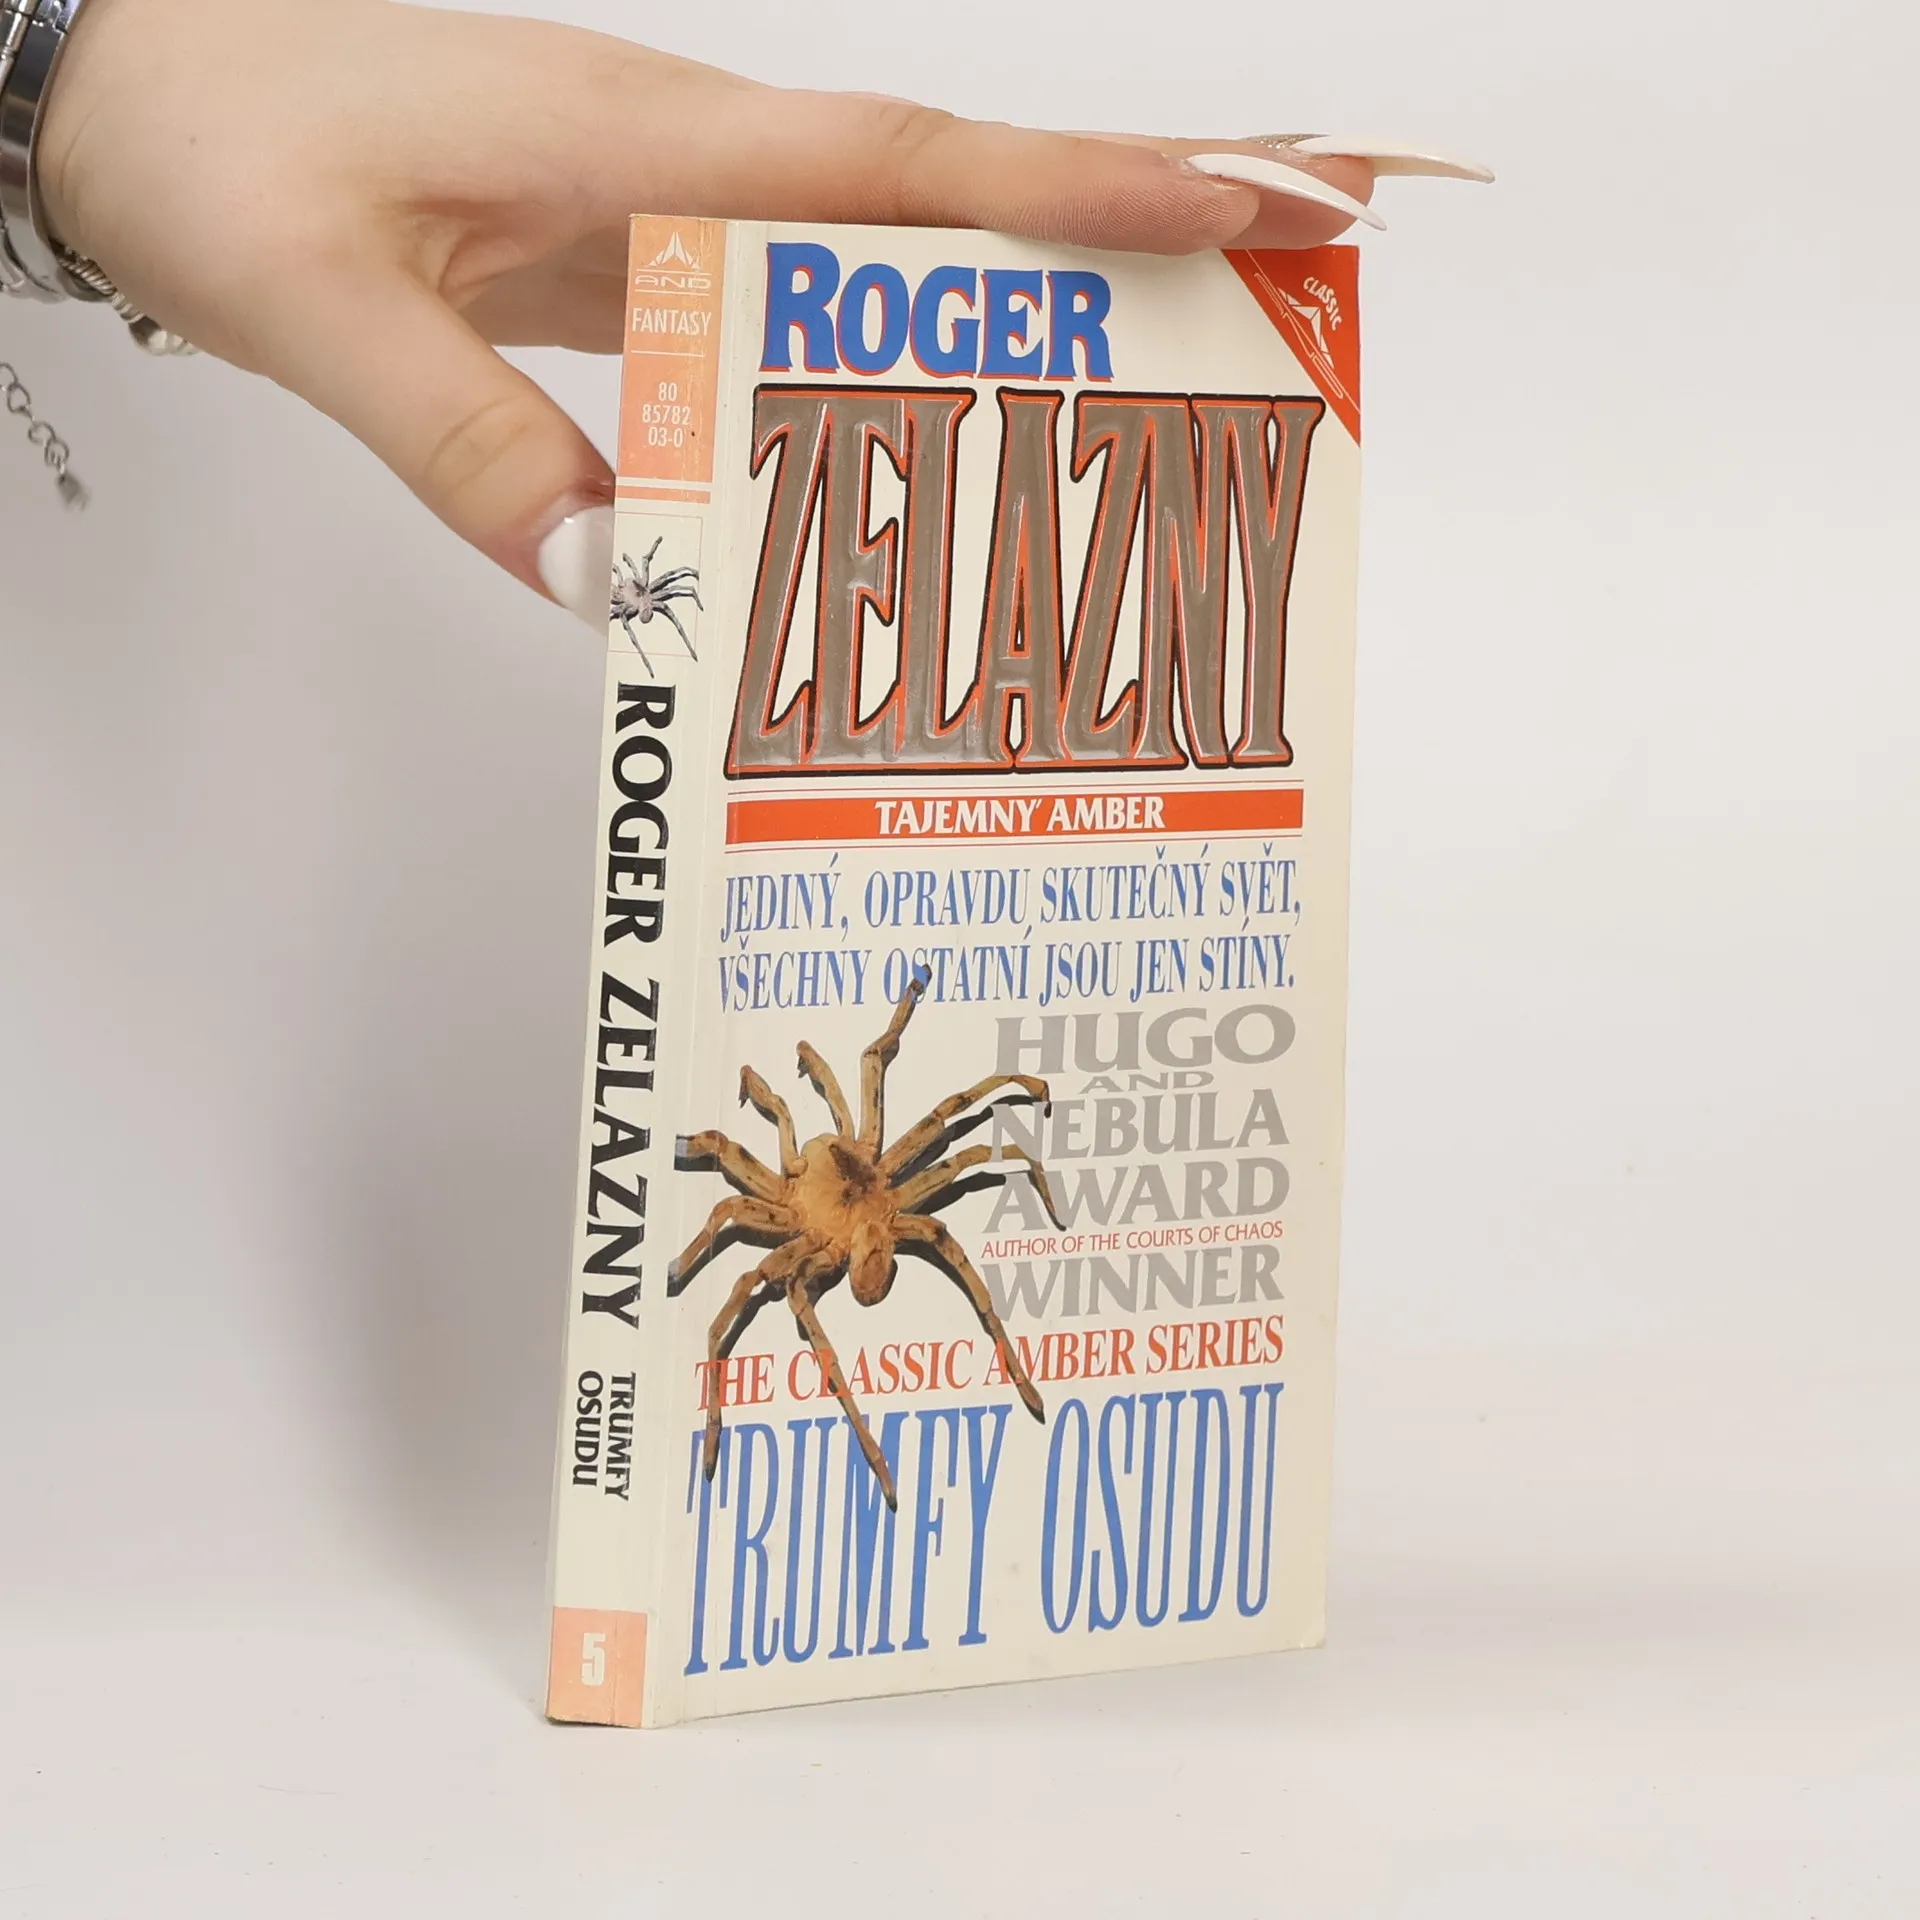 AND
FANTASY
80
85782
03-0
ROGER ZELAZNY
TRUMFY
OSUDU
5
ROGER
ZELAZNY
CLASSIC
TAJEMNÝ AMBER
JEDINÝ, OPRAVDU SKUTEČNÝ SVĚT,
VŠECHNY OSTATNÍ JSOU JEN STÍNY.
HUGO
AND
NEBULA
AWARD
AUTHOR OF THE COURTS OF CHAOS
WINNER
THE CLASSIC AMBER SERIES
TRUMFY OSUDU